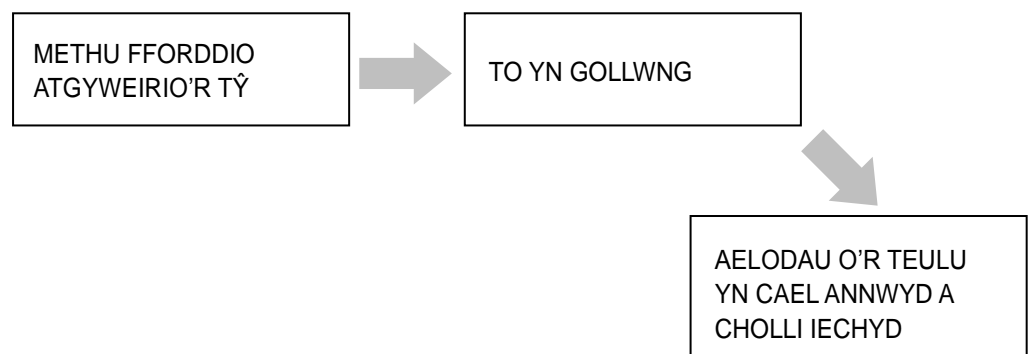 METHU FFORDDIO
ATGYWEIRIO'R TŶ
TO YN GOLLWNG
AELODAU O'R TEULU
YN CAEL ANNWYD A
CHOLLI IECHYD